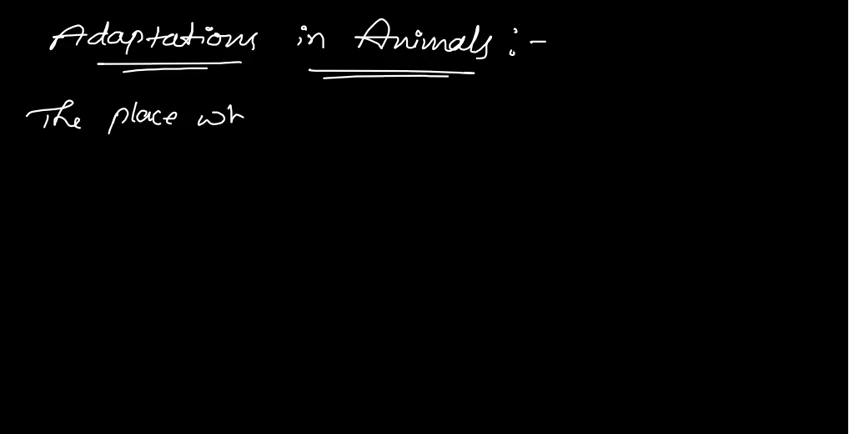 Adaptations in Animals :-
The place wh